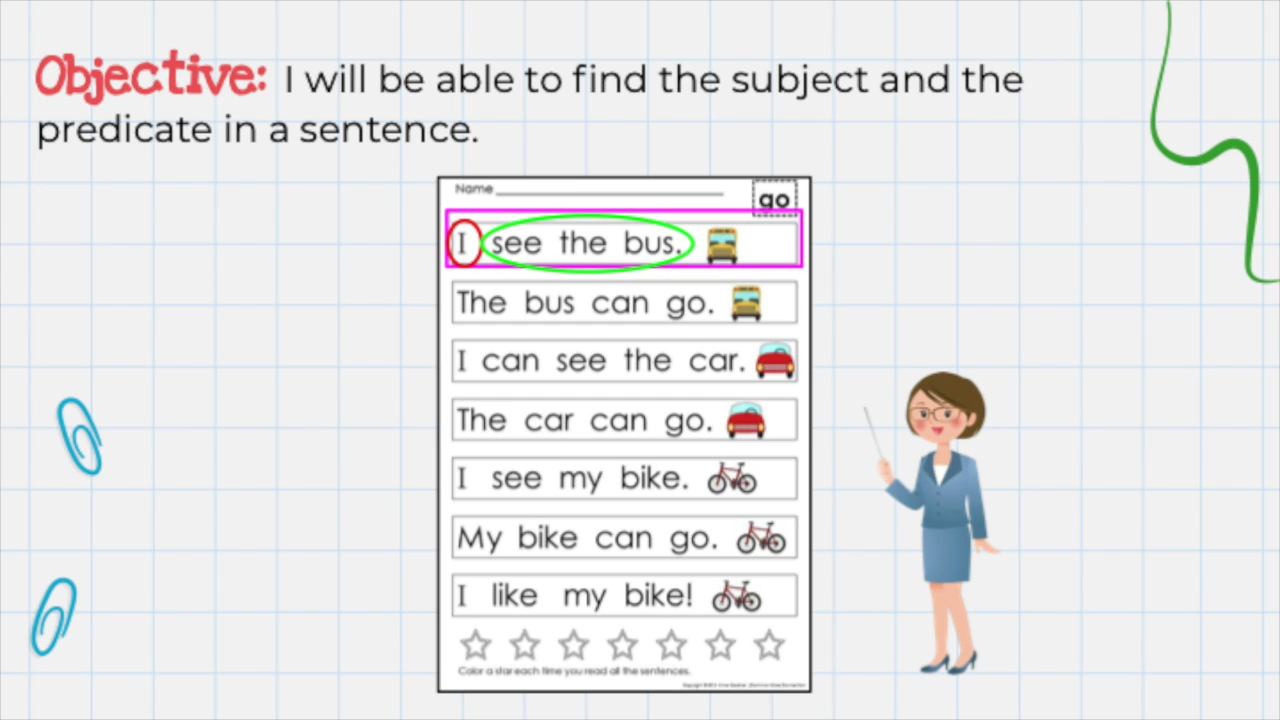 Objective: I will be able to find the subject and the
predicate in a sentence.
Name
go
I see the bus.
The bus can go.
I can see the car.
The car can go.
I see my bike.
My bike can go.
I like my bike!
Color a star each time you read all the sentences.